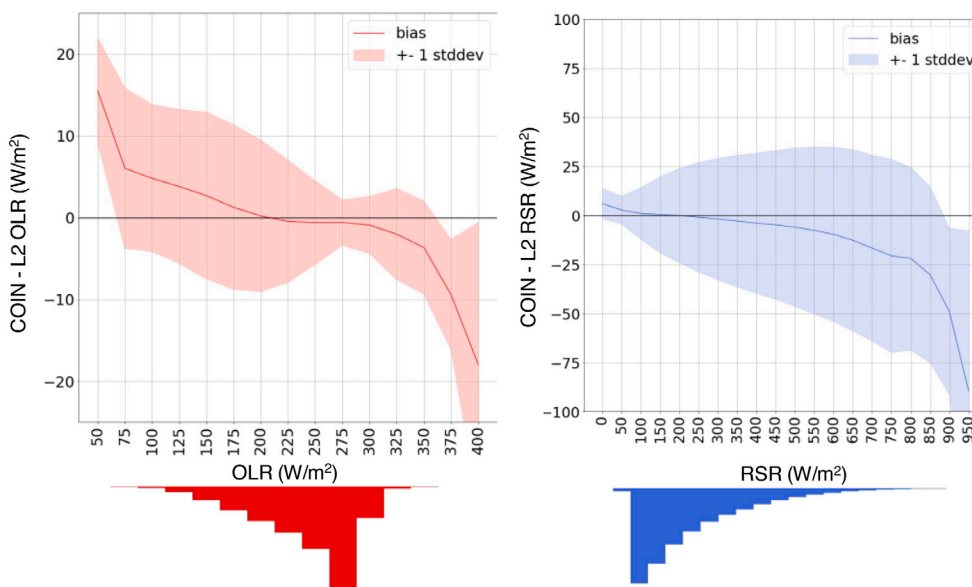 20
10
0
−10
−20
COIN - L2 OLR (W/m²)
bias
+- 1 stddev
50 75 100 125 150 175 200 225 250 275 300 325 350 375 400
OLR (W/m²)
100
75
50
25
0
−25
−50
−75
−100
COIN - L2 RSR (W/m²)
bias
+- 1 stddev
0 50 100 150 200 250 300 350 400 450 500 550 600 650 700 750 800 850 900 950
RSR (W/m²)